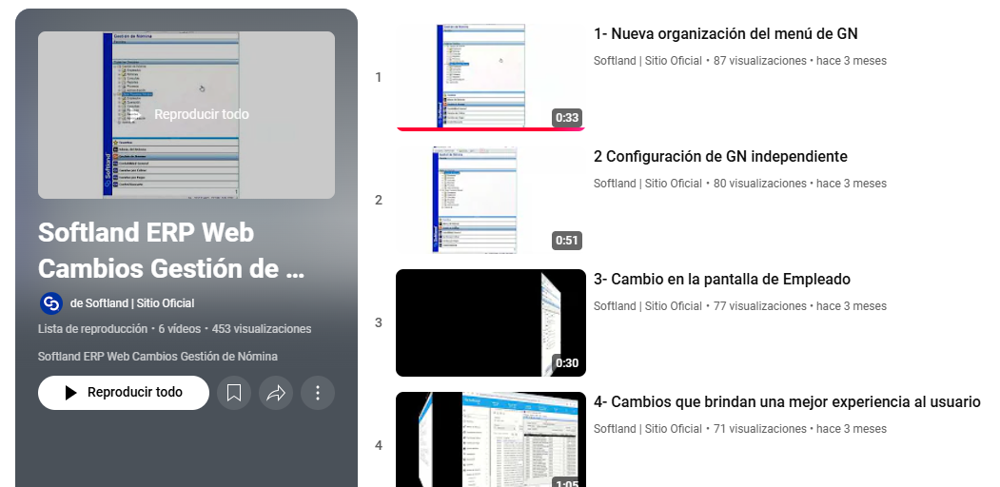 Gestión de Nómina
Reproducir todo
Softland
Softland ERP Web
Cambios Gestión de ...
de Softland | Sitio Oficial
Lista de reproducción • 6 vídeos • 453 visualizaciones
Softland ERP Web Cambios Gestión de Nómina
Reproducir todo
1
0:33
1- Nueva organización del menú de GN
Softland | Sitio Oficial • 87 visualizaciones • hace 3 meses
2
0:51
2 Configuración de GN independiente
Softland | Sitio Oficial • 80 visualizaciones • hace 3 meses
3
0:30
3- Cambio en la pantalla de Empleado
Softland | Sitio Oficial • 77 visualizaciones • hace 3 meses
4
1:05
4- Cambios que brindan una mejor experiencia al usuario
Softland | Sitio Oficial • 71 visualizaciones • hace 3 meses